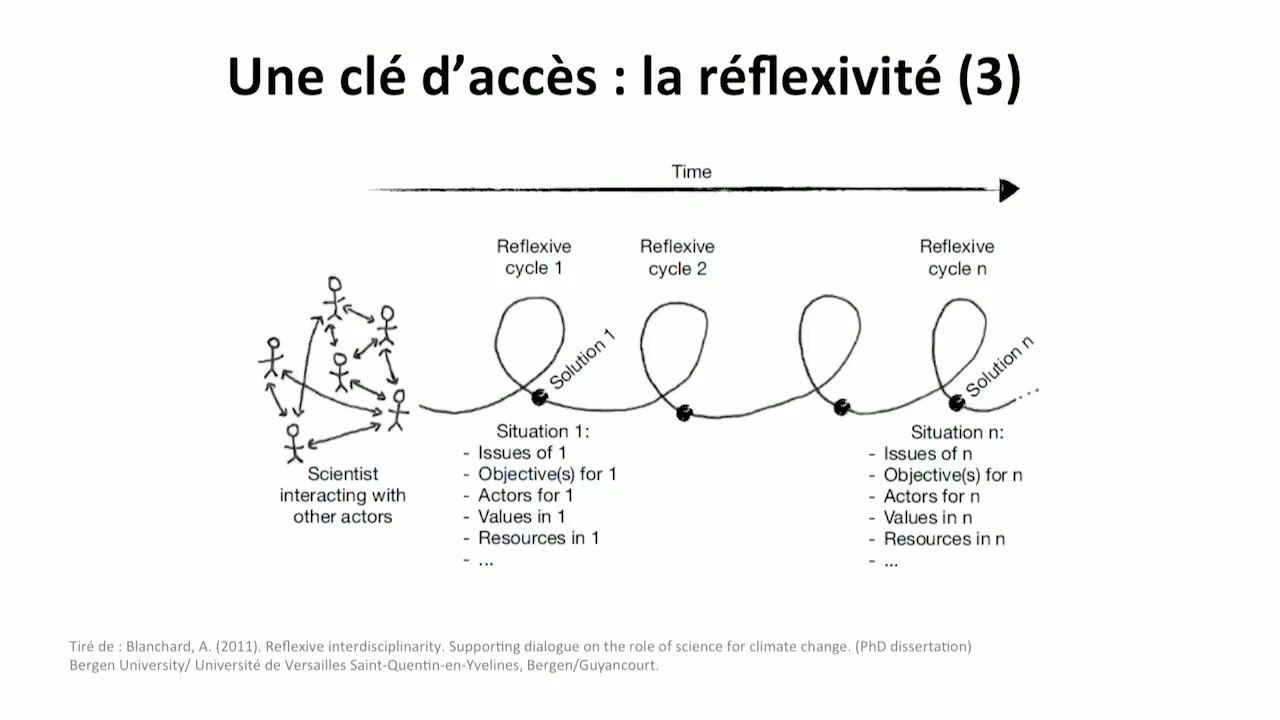 Une clé d’accès : la réflexivité (3)
Time
Reflexive
cycle 1
Reflexive
cycle 2
Reflexive
cycle n
Solution 1
Solution n
...
Scientist
interacting with
other actors
Situation 1:
- Issues of 1
- Objective(s) for 1
- Actors for 1
- Values in 1
- Resources in 1
- ...
Situation n:
- Issues of n
- Objective(s) for n
- Actors for n
- Values in n
- Resources in n
- ...
Tiré de : Blanchard, A. (2011). Reflexive interdisciplinarity. Supporting dialogue on the role of science for climate change. (PhD dissertation)
Bergen University/ Université de Versailles Saint-Quentin-en-Yvelines, Bergen/Guyancourt.